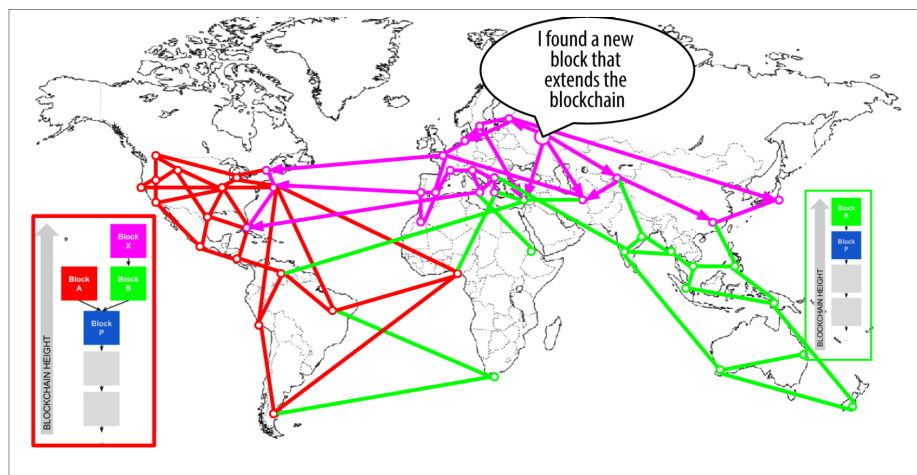 I found a new
block that
extends the
blockchain
BLOCKCHAIN HEIGHT
Block
X
Block
A
Block
B
Block
P
BLOCKCHAIN HEIGHT
Block
B
Block
P